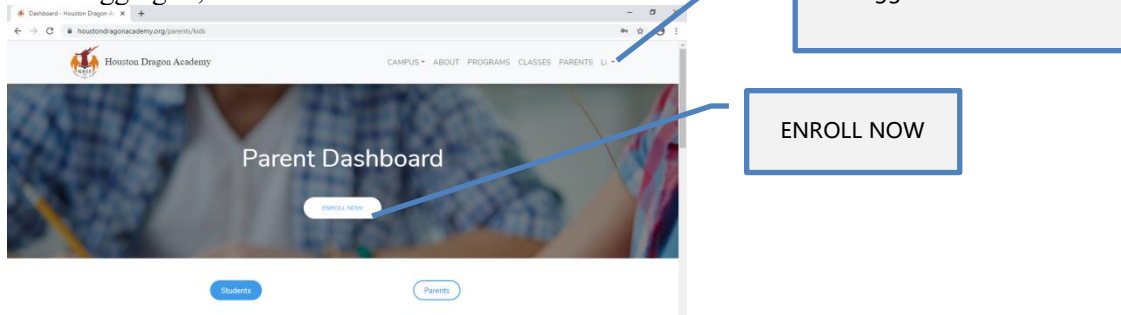 Dashboard - Houston Dragon A
houstondragonacademy.org/parents/kids
Houston Dragon Academy
CAMPUS ABOUT PROGRAMS CLASSES PARENTS Li
Parent Dashboard
ENROLL NOW
ENROLL NOW
Students
Parents